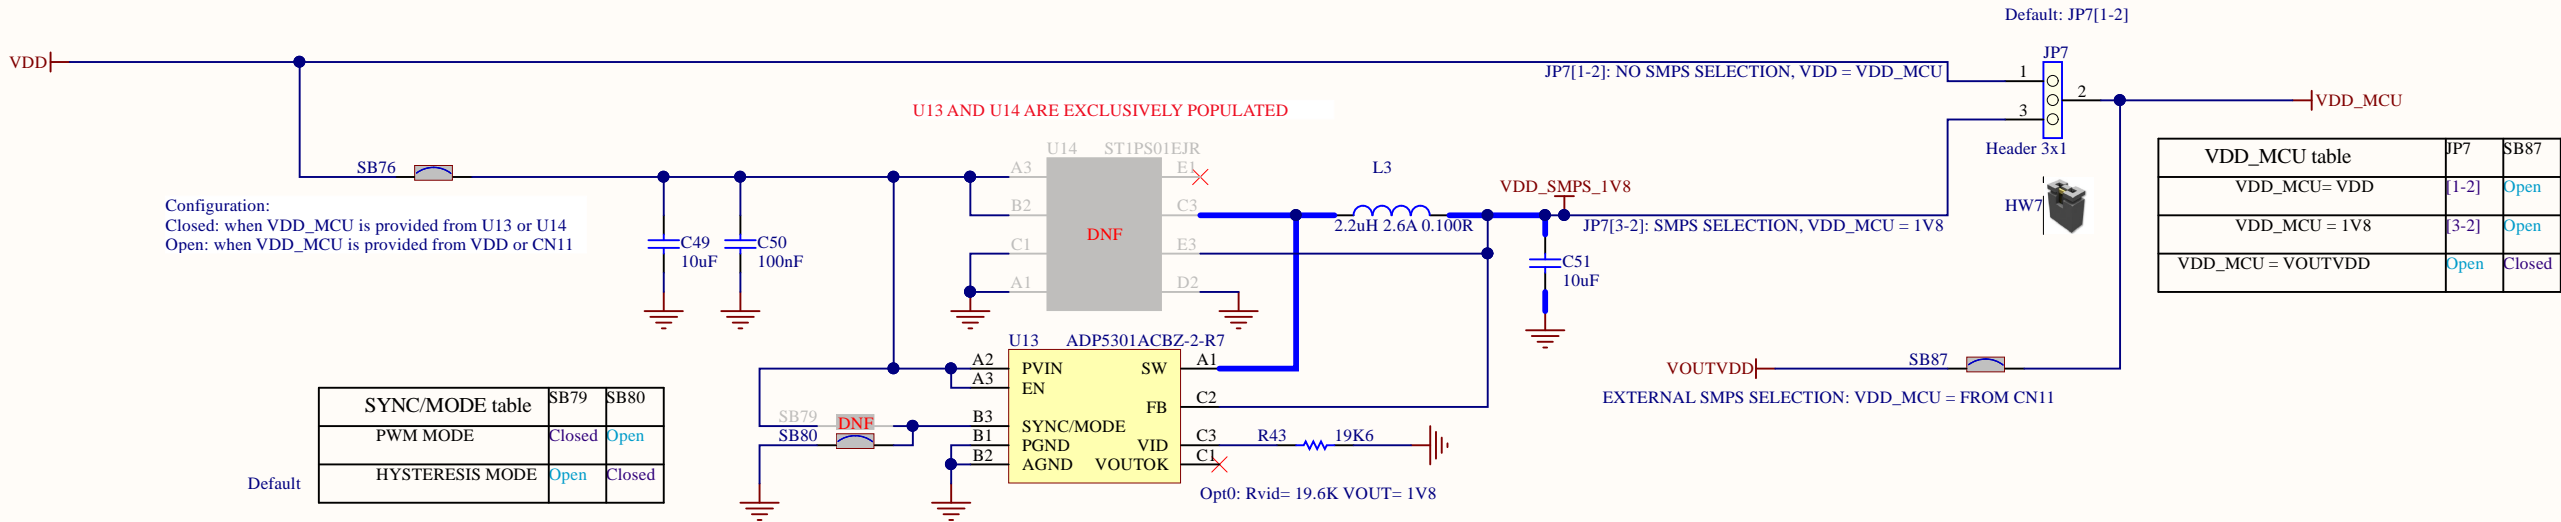 Default: JP7[1-2]
VDD
JP7
JP7[1-2]: NO SMPS SELECTION, VDD = VDD_MCU
1
2
3
VDD_MCU
Header 3x1
HW7
U13 AND U14 ARE EXCLUSIVELY POPULATED
SB76
Configuration:
Closed: when VDD_MCU is provided from U13 or U14
Open: when VDD_MCU is provided from VDD or CN11
C49
10uF
C50
100nF
U14 ST1PS01EJR
A3 E1
B2 C3
DNF
C1 E3
A1 D2
L3
2.2uH 2.6A 0.100R
VDD_SMPS_1V8
JP7[3-2]: SMPS SELECTION, VDD_MCU = 1V8
C51
10uF
VDD_MCU table JP7 SB87
VDD_MCU= VDD [1-2] Open
VDD_MCU = 1V8 [3-2] Open
VDD_MCU = VOUTVDD Open Closed
U13 ADP5301ACBZ-2-R7
A2 PVIN SW A1
A3 EN
FB C2
B3 SYNC/MODE
B1 PGND VID C3
B2 AGND VOUTOK C1
R43 19K6
Opt0: Rvid= 19.6K VOUT= 1V8
SB79 DNF
SB80
VOUTVDD
SB87
EXTERNAL SMPS SELECTION: VDD_MCU = FROM CN11
SYNC/MODE table SB79 SB80
PWM MODE Closed Open
HYSTERESIS MODE Open Closed
Default